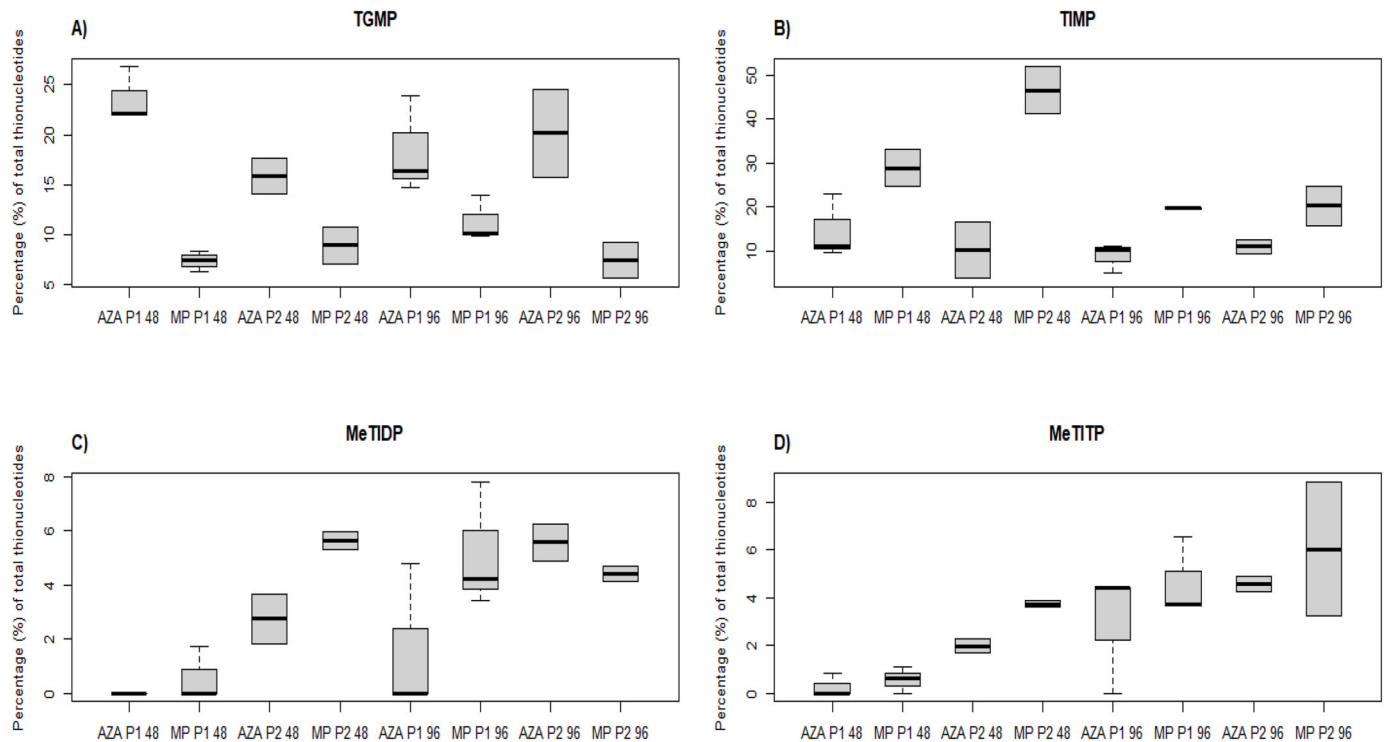 A) TGMP
Percentage (%) of total thionucleotides
25
20
15
10
5
AZA P1 48 MP P1 48 AZA P2 48 MP P2 48 AZA P1 96 MP P1 96 AZA P2 96 MP P2 96
B) TIMP
Percentage (%) of total thionucleotides
50
40
30
20
10
AZA P1 48 MP P1 48 AZA P2 48 MP P2 48 AZA P1 96 MP P1 96 AZA P2 96 MP P2 96
C) MeTIDP
Percentage (%) of total thionucleotides
8
6
4
2
0
AZA P1 48 MP P1 48 AZA P2 48 MP P2 48 AZA P1 96 MP P1 96 AZA P2 96 MP P2 96
D) MeTITP
Percentage (%) of total thionucleotides
8
6
4
2
0
AZA P1 48 MP P1 48 AZA P2 48 MP P2 48 AZA P1 96 MP P1 96 AZA P2 96 MP P2 96